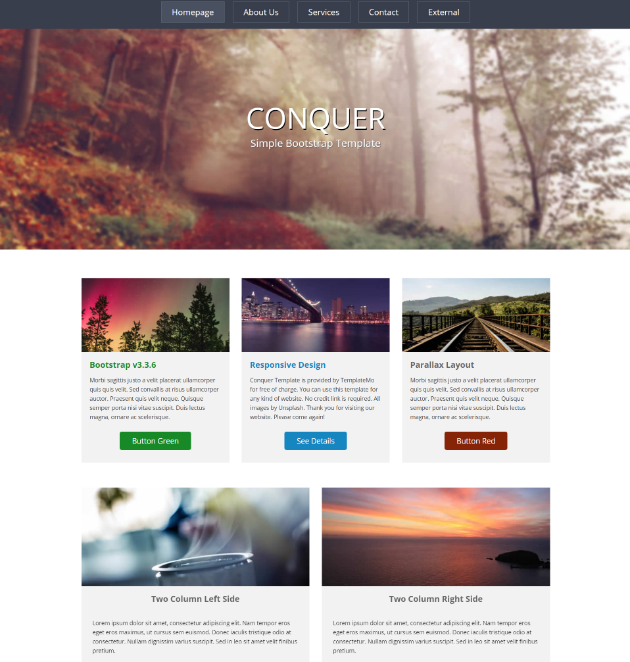 Homepage
About Us
Services
Contact
External
CONQUER
Simple Bootstrap Template
Bootstrap v3.3.6
Morbi sagittis justo a velit placerat ullamcorper
quis quis velit. Sed convallis at risus ullamcorper
auctor. Praesent quis velit neque. Quisque
semper porta nisi vitae suscipit. Duis lectus
magna, ornare ac scelerisque.
Button Green
Responsive Design
Conquer Template is provided by TemplateMo
for free of charge. You can use this template for
any kind of website. No credit link is required. All
images by Unsplash. Thank you for visiting our
website. Please come again!
See Details
Parallax Layout
Morbi sagittis justo a velit placerat ullamcorper
quis quis velit. Sed convallis at risus ullamcorper
auctor. Praesent quis velit neque. Quisque
semper porta nisi vitae suscipit. Duis lectus
magna, ornare ac scelerisque.
Button Red
Two Column Left Side
Lorem ipsum dolor sit amet, consectetur adipiscing elit. Nam tempor eros
eget eros maximus, ut cursus sem euismod. Donec iaculis tristique odio at
consectetur. Nullam dignissim varius suscipit. Sed in leo sit amet velit finibus
pretium.
Two Column Right Side
Lorem ipsum dolor sit amet, consectetur adipiscing elit. Nam tempor eros
eget eros maximus, ut cursus sem euismod. Donec iaculis tristique odio at
consectetur. Nullam dignissim varius suscipit. Sed in leo sit amet velit finibus
pretium.